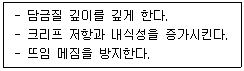 - 담금질 깊이를 깊게 한다.
- 크리프 저항과 내식성을 증가시킨다.
- 뜨임 메짐을 방지한다.